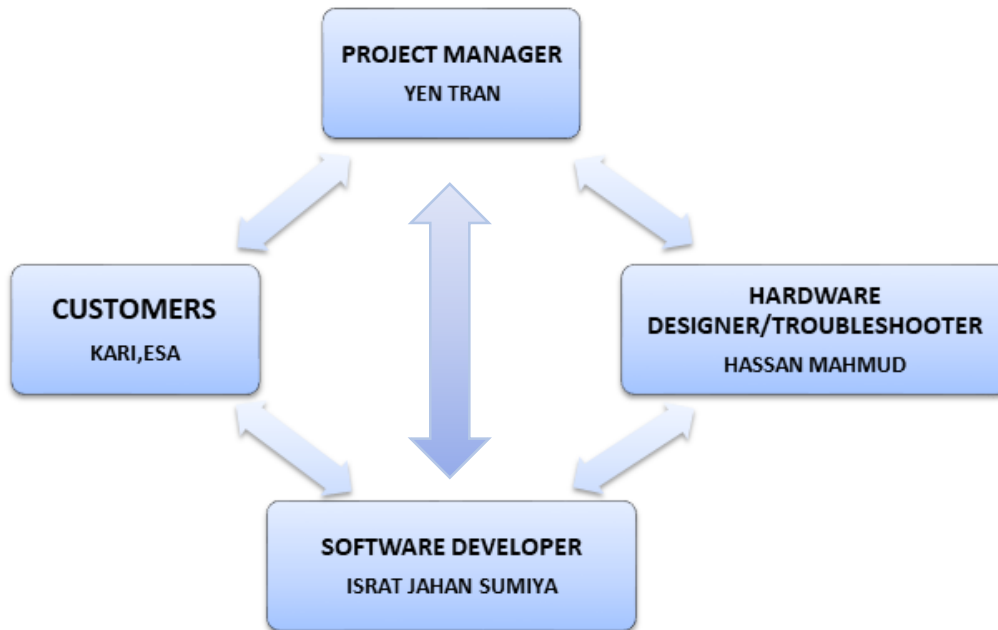 PROJECT MANAGER
YEN TRAN
CUSTOMERS
KARI,ESA
HARDWARE
DESIGNER/TROUBLESHOOTER
HASSAN MAHMUD
SOFTWARE DEVELOPER
ISRAT JAHAN SUMIYA